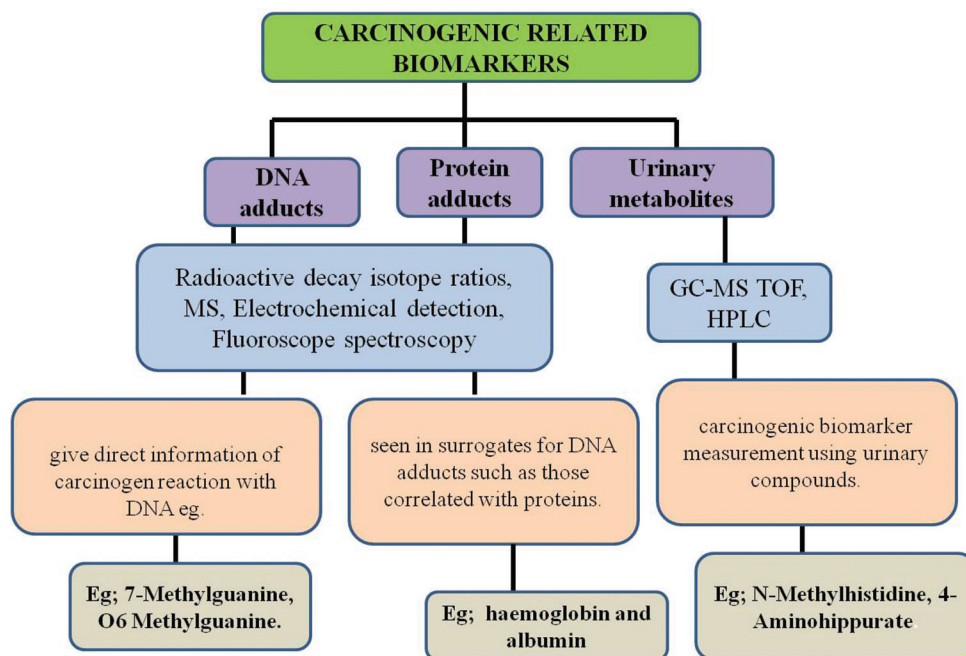 CARCINOGENIC RELATED
BIOMARKERS
DNA
adducts
Protein
adducts
Urinary
metabolites
Radioactive decay isotope ratios,
MS, Electrochemical detection,
Fluoroscope spectroscopy
GC-MS TOF,
HPLC
give direct information of
carcinogen reaction with
DNA eg.
seen in surrogates for DNA
adducts such as those
correlated with proteins.
carcinogenic biomarker
measurement using urinary
compounds.
Eg; 7-Methylguanine,
O6 Methylguanine.
Eg; haemoglobin and
albumin
Eg; N-Methylhistidine, 4-
Aminohippurate.